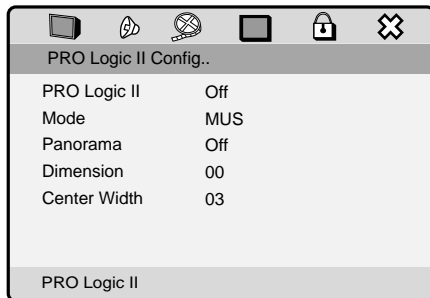 PRO Logic II Config..
PRO Logic II Off
Mode MUS
Panorama Off
Dimension 00
Center Width 03
PRO Logic II